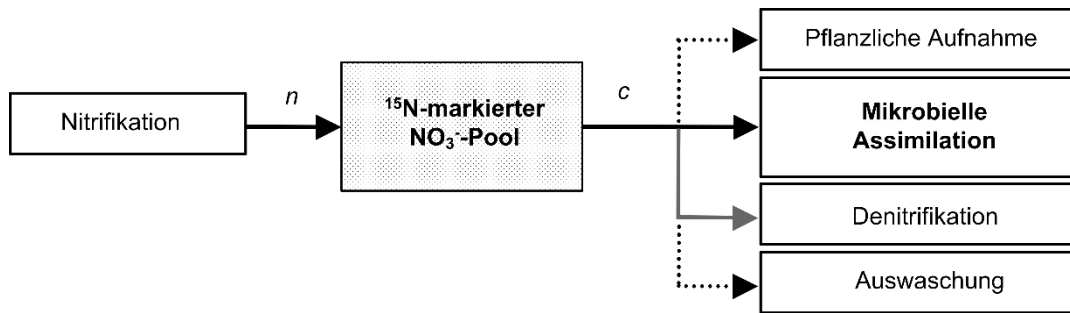 Nitrifikation
n
¹⁵N-markierter
NO₃⁻-Pool
c
Pflanzliche Aufnahme
Mikrobielle
Assimilation
Denitrifikation
Auswaschung